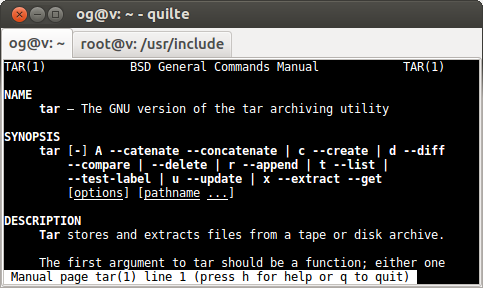 og@v: ~ - quilte
og@v: ~ root@v: /usr/include
TAR(1) BSD General Commands Manual TAR(1)
NAME
tar — The GNU version of the tar archiving utility
SYNOPSIS
tar [-] A --catenate --concatenate | c --create | d --diff
--compare | --delete | r --append | t --list |
--test-label | u --update | x --extract --get
[options] [pathname ...]
DESCRIPTION
Tar stores and extracts files from a tape or disk archive.
The first argument to tar should be a function; either one
Manual page tar(1) line 1 (press h for help or q to quit)